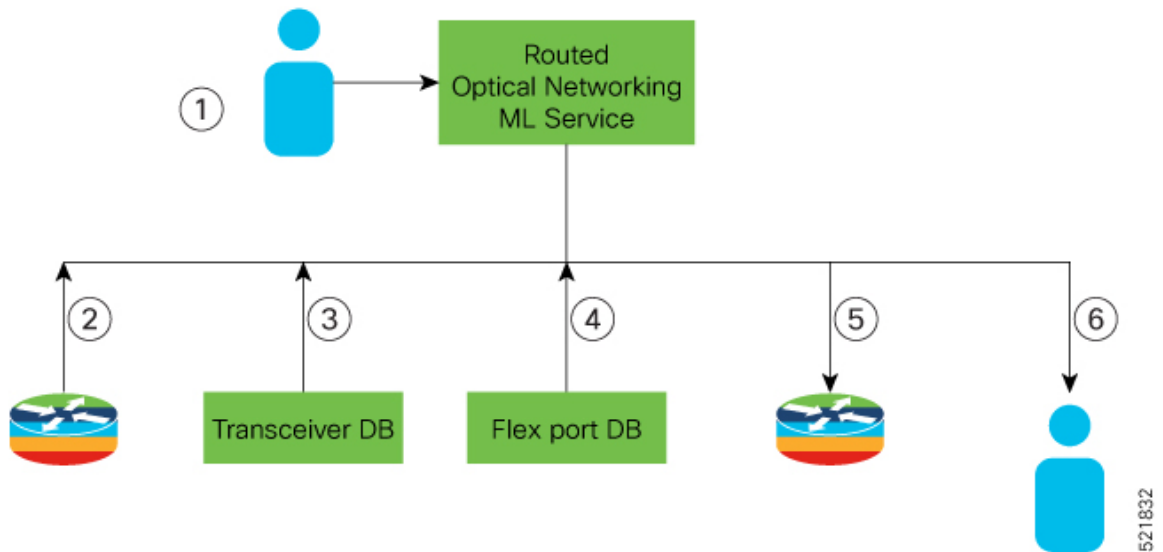 Routed
Optical Networking
ML Service
1
2
3
4
5
6
Transceiver DB
Flex port DB
521832